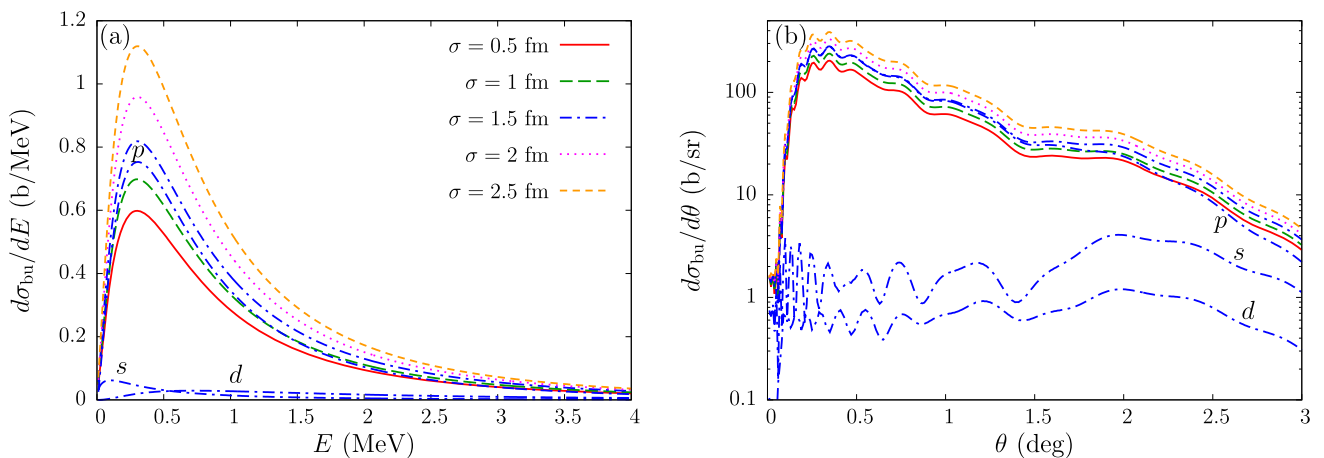 (a)
σ = 0.5 fm
σ = 1 fm
σ = 1.5 fm
σ = 2 fm
σ = 2.5 fm
p
s
d
1.2
1
0.8
0.6
0.4
0.2
0
0 0.5 1 1.5 2 2.5 3 3.5 4
E (MeV)
dσbu/dE (b/MeV)
(b)
p
s
d
100
10
1
0.1
0 0.5 1 1.5 2 2.5 3
θ (deg)
dσbu/dθ (b/sr)